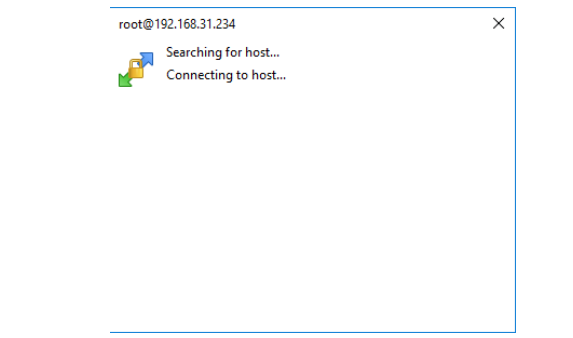 root@192.168.31.234
Searching for host...
Connecting to host...